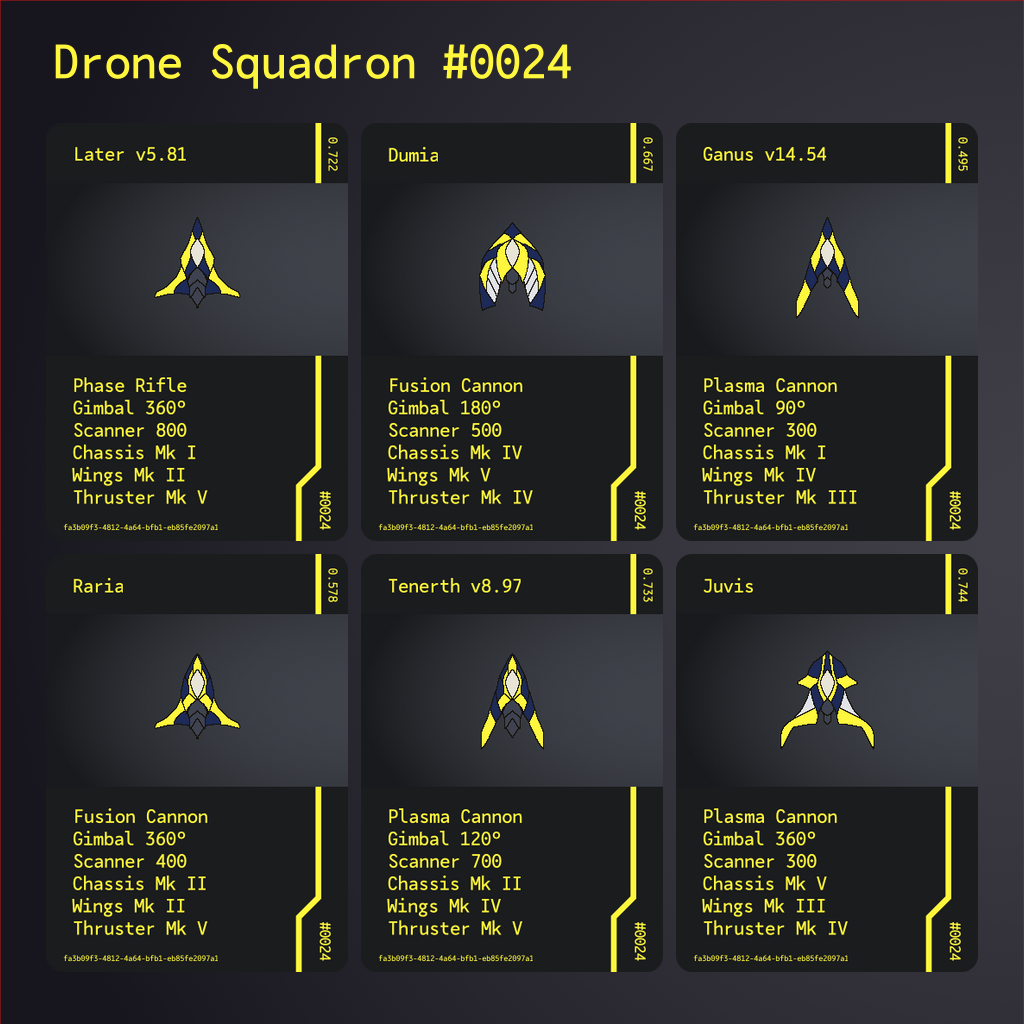 Drone Squadron #0024
Later v5.81
0.722
Phase Rifle
Gimbal 360º
Scanner 800
Chassis Mk I
Wings Mk II
Thruster Mk V
#0024
fa3b09f3-4812-4a64-bfb1-eb85fe2097a1
Dumia
0.667
Fusion Cannon
Gimbal 180º
Scanner 500
Chassis Mk IV
Wings Mk V
Thruster Mk IV
#0024
fa3b09f3-4812-4a64-bfb1-eb85fe2097a1
Ganus v14.54
0.495
Plasma Cannon
Gimbal 90º
Scanner 300
Chassis Mk I
Wings Mk IV
Thruster Mk III
#0024
fa3b09f3-4812-4a64-bfb1-eb85fe2097a1
Raria
0.578
Fusion Cannon
Gimbal 360º
Scanner 400
Chassis Mk II
Wings Mk II
Thruster Mk V
#0024
fa3b09f3-4812-4a64-bfb1-eb85fe2097a1
Tenerth v8.97
0.733
Plasma Cannon
Gimbal 120º
Scanner 700
Chassis Mk II
Wings Mk IV
Thruster Mk V
#0024
fa3b09f3-4812-4a64-bfb1-eb85fe2097a1
Juvis
0.744
Plasma Cannon
Gimbal 360º
Scanner 300
Chassis Mk V
Wings Mk III
Thruster Mk IV
#0024
fa3b09f3-4812-4a64-bfb1-eb85fe2097a1